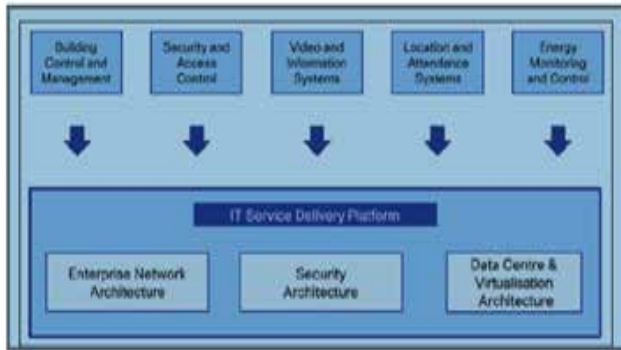 Building
Control and
Management
Security and
Access
Control
Video and
Information
Systems
Location and
Attendance
Systems
Energy
Monitoring
and Control
IT Service Delivery Platform
Enterprise Network
Architecture
Security
Architecture
Data Centre &
Virtualisation
Architecture